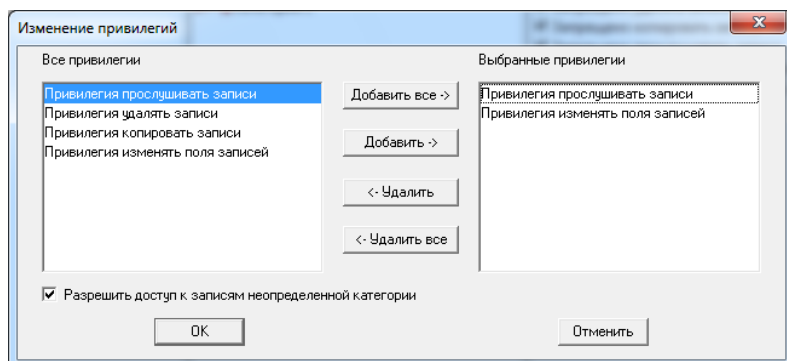 Изменение привилегий
Все привилегии
Выбранные привилегии
Привилегия прослушивать записи
Привилегия удалять записи
Привилегия копировать записи
Привилегия изменять поля записей
Добавить все ->
Добавить ->
<- Удалить
<- Удалить все
Привилегия прослушивать записи
Привилегия изменять поля записей
Разрешить доступ к записям неопределенной категории
OK
Отменить